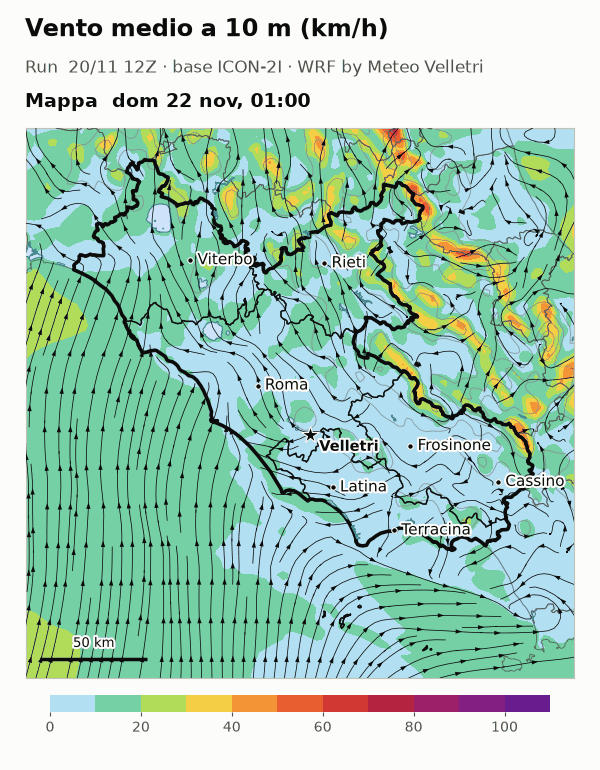 Vento medio a 10 m (km/h)
Run  20/11 12Z · base ICON-2I · WRF by Meteo Velletri
Mappa  dom 22 nov, 01:00
Viterbo
Rieti
Roma
Velletri
Frosinone
Latina
Cassino
Terracina
50 km
0 20 40 60 80 100